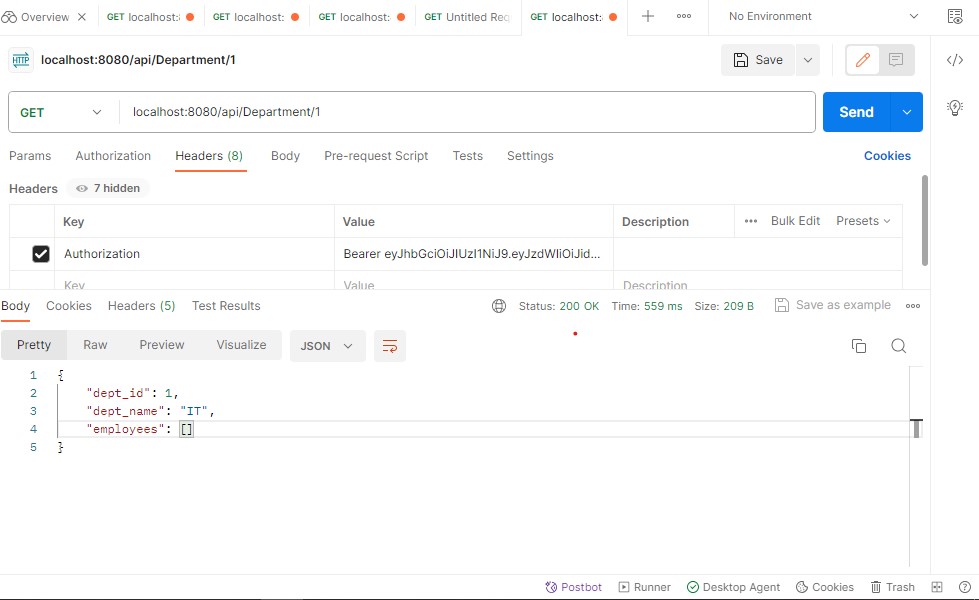 Overview
GET localhost:
GET localhost:
GET localhost:
GET Untitled Req
GET localhost:
No Environment
HTTP localhost:8080/api/Department/1
Save
GET localhost:8080/api/Department/1
Send
Params Authorization Headers (8) Body Pre-request Script Tests Settings Cookies
Headers 7 hidden
Key Value Description Bulk Edit Presets
Authorization Bearer eyJhbGciOiJIUzI1NiJ9.eyJzdWIiOiJid...
Key Value Description
Body Cookies Headers (5) Test Results Status: 200 OK Time: 559 ms Size: 209 B Save as example
Pretty Raw Preview Visualize JSON
1 {
2 "dept_id": 1,
3 "dept_name": "IT",
4 "employees": []
5 }
Postbot Runner Desktop Agent Cookies Trash